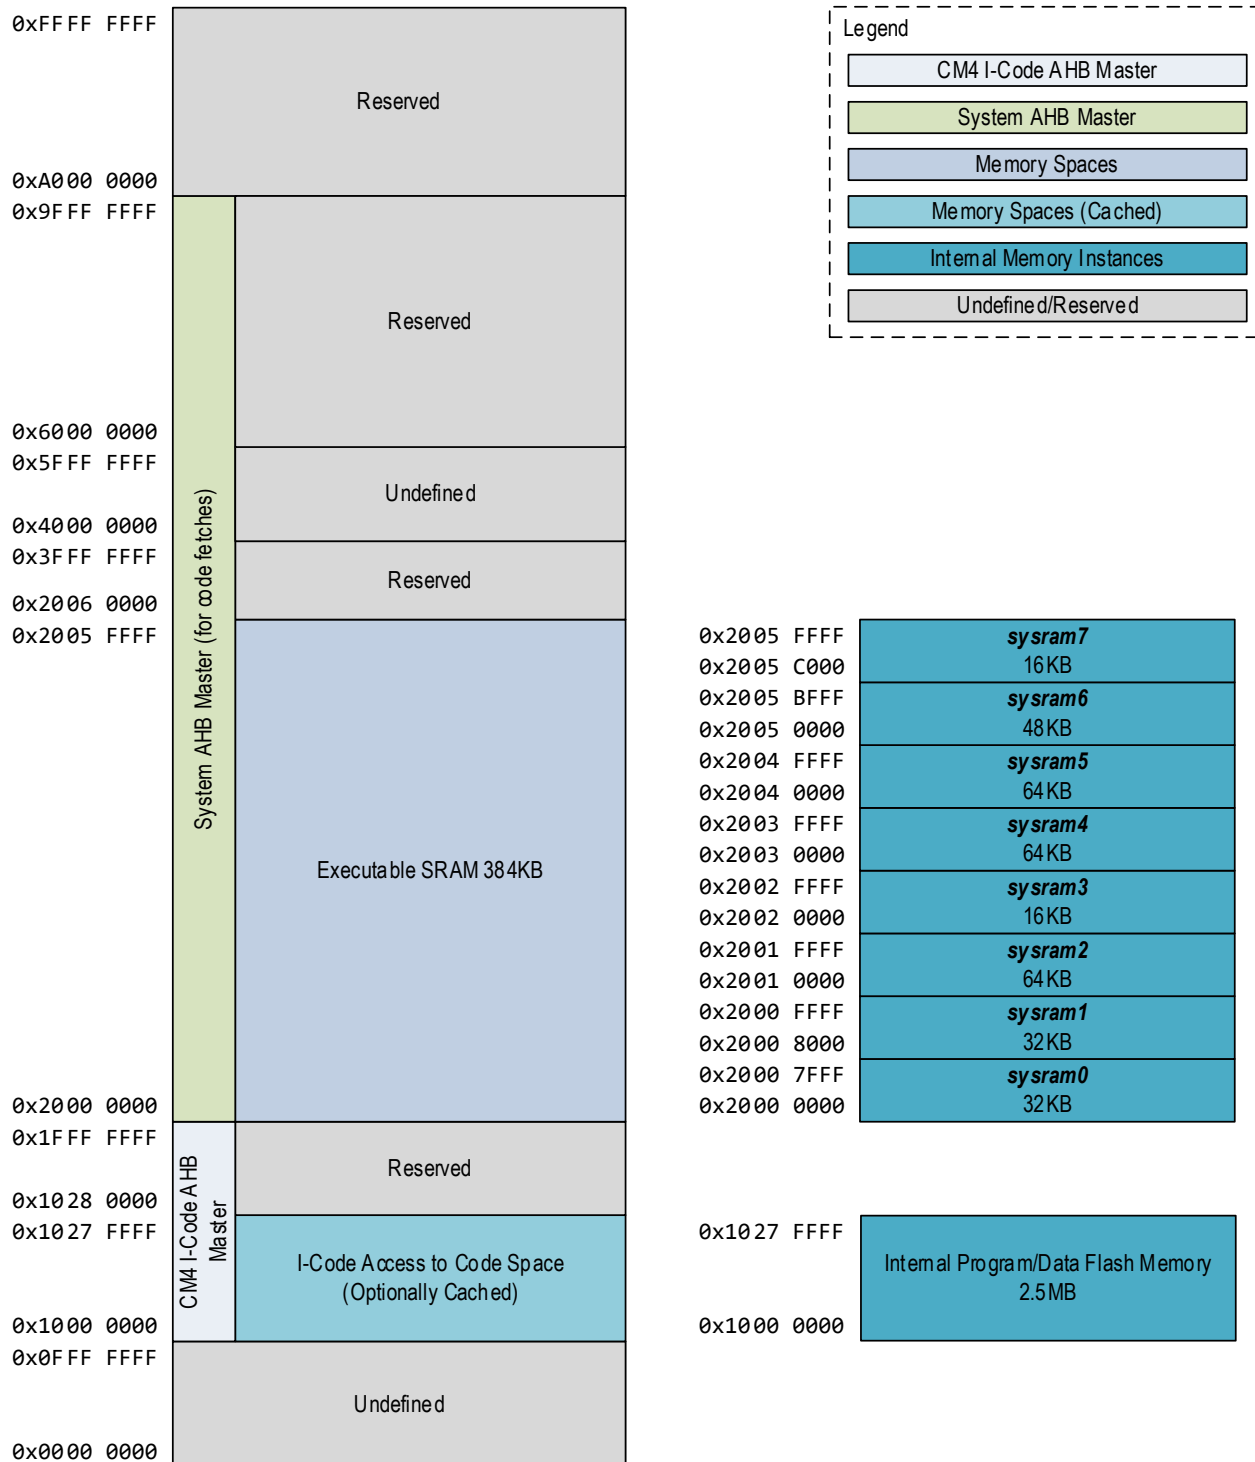 0xFFFF FFFF
Reserved
0xA000 0000
0x9FFF FFFF
Reserved
0x6000 0000
0x5FFF FFFF
Undefined
0x4000 0000
0x3FFF FFFF
Reserved
0x2006 0000
0x2005 FFFF
System AHB Master (for code fetches)
Executable SRAM 384KB
0x2000 0000
0x1FFF FFFF
CM4 I-Code AHB
Master
Reserved
0x1028 0000
0x1027 FFFF
I-Code Access to Code Space
(Optionally Cached)
0x1000 0000
0x0FFF FFFF
Undefined
0x0000 0000
Legend
CM4 I-Code AHB Master
System AHB Master
Memory Spaces
Memory Spaces (Cached)
Internal Memory Instances
Undefined/Reserved
0x2005 FFFF
sysram7
0x2005 C000
16KB
0x2005 BFFF
sysram6
0x2005 0000
48KB
0x2004 FFFF
sysram5
0x2004 0000
64KB
0x2003 FFFF
sysram4
0x2003 0000
64KB
0x2002 FFFF
sysram3
0x2002 0000
16KB
0x2001 FFFF
sysram2
0x2001 0000
64KB
0x2000 FFFF
sysram1
0x2000 8000
32KB
0x2000 7FFF
sysram0
0x2000 0000
32KB
0x1027 FFFF
Internal Program/Data Flash Memory
2.5MB
0x1000 0000